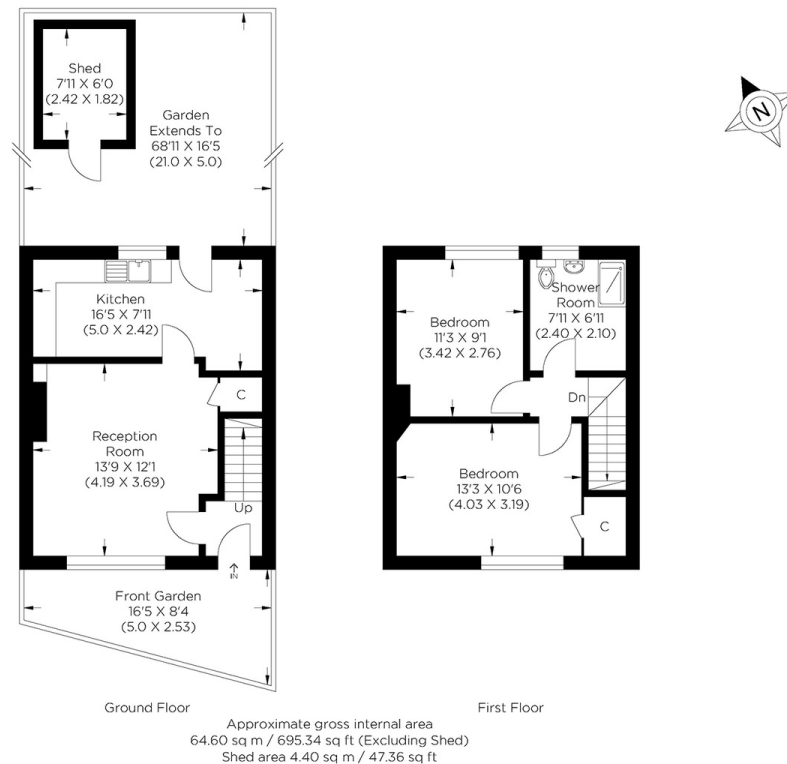 Shed
7'11 X 6'0
(2.42 X 1.82)
Garden
Extends To
68'11 X 16'5
(21.0 X 5.0)
N
Kitchen
16'5 X 7'11
(5.0 X 2.42)
C
Reception
Room
13'9 X 12'1
(4.19 X 3.69)
Up
IN
Front Garden
16'5 X 8'4
(5.0 X 2.53)
Bedroom
11'3 X 9'1
(3.42 X 2.76)
Shower
Room
7'11 X 6'11
(2.40 X 2.10)
Dn
Bedroom
13'3 X 10'6
(4.03 X 3.19)
C
Ground Floor
First Floor
Approximate gross internal area
64.60 sq m / 695.34 sq ft (Excluding Shed)
Shed area 4.40 sq m / 47.36 sq ft